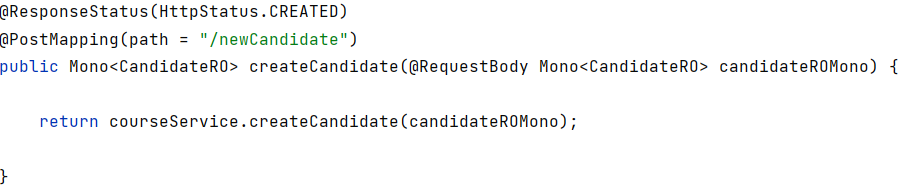 @ResponseStatus(HttpStatus.CREATED)
@PostMapping(path = "/newCandidate")
public Mono<CandidateRO> createCandidate(@RequestBody Mono<CandidateRO> candidateROMono) {
    return courseService.createCandidate(candidateROMono);
}